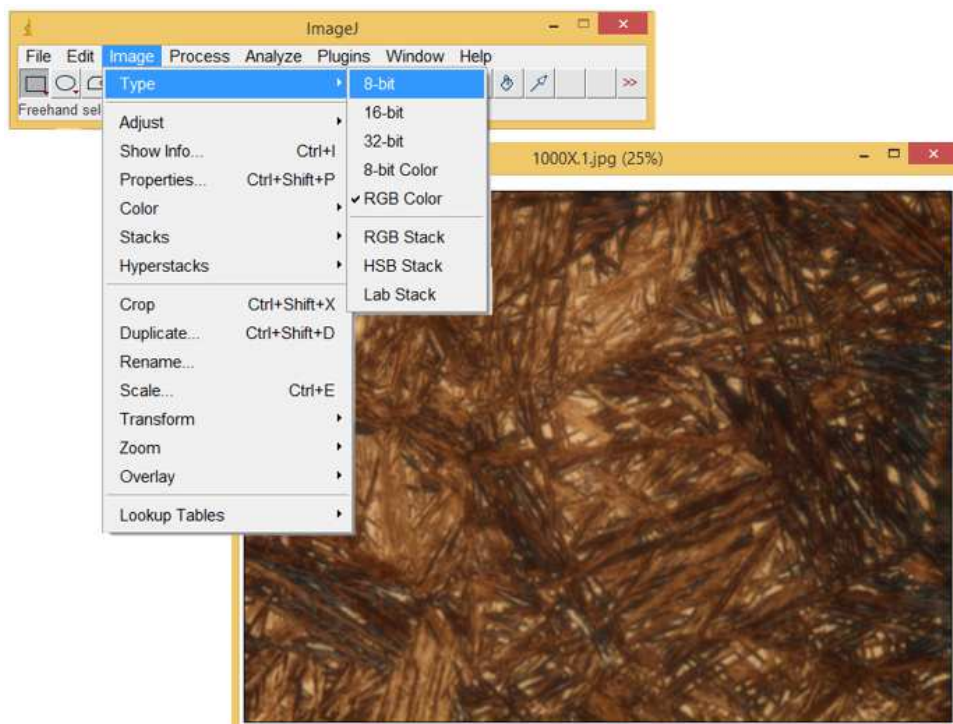 ImageJ
File Edit Image Process Analyze Plugins Window Help
>>
Freehand sel
Type
Adjust
Show Info... Ctrl+I
Properties... Ctrl+Shift+P
Color
Stacks
Hyperstacks
Crop Ctrl+Shift+X
Duplicate... Ctrl+Shift+D
Rename...
Scale... Ctrl+E
Transform
Zoom
Overlay
Lookup Tables
8-bit
16-bit
32-bit
8-bit Color
RGB Color
RGB Stack
HSB Stack
Lab Stack
1000X.1.jpg (25%)